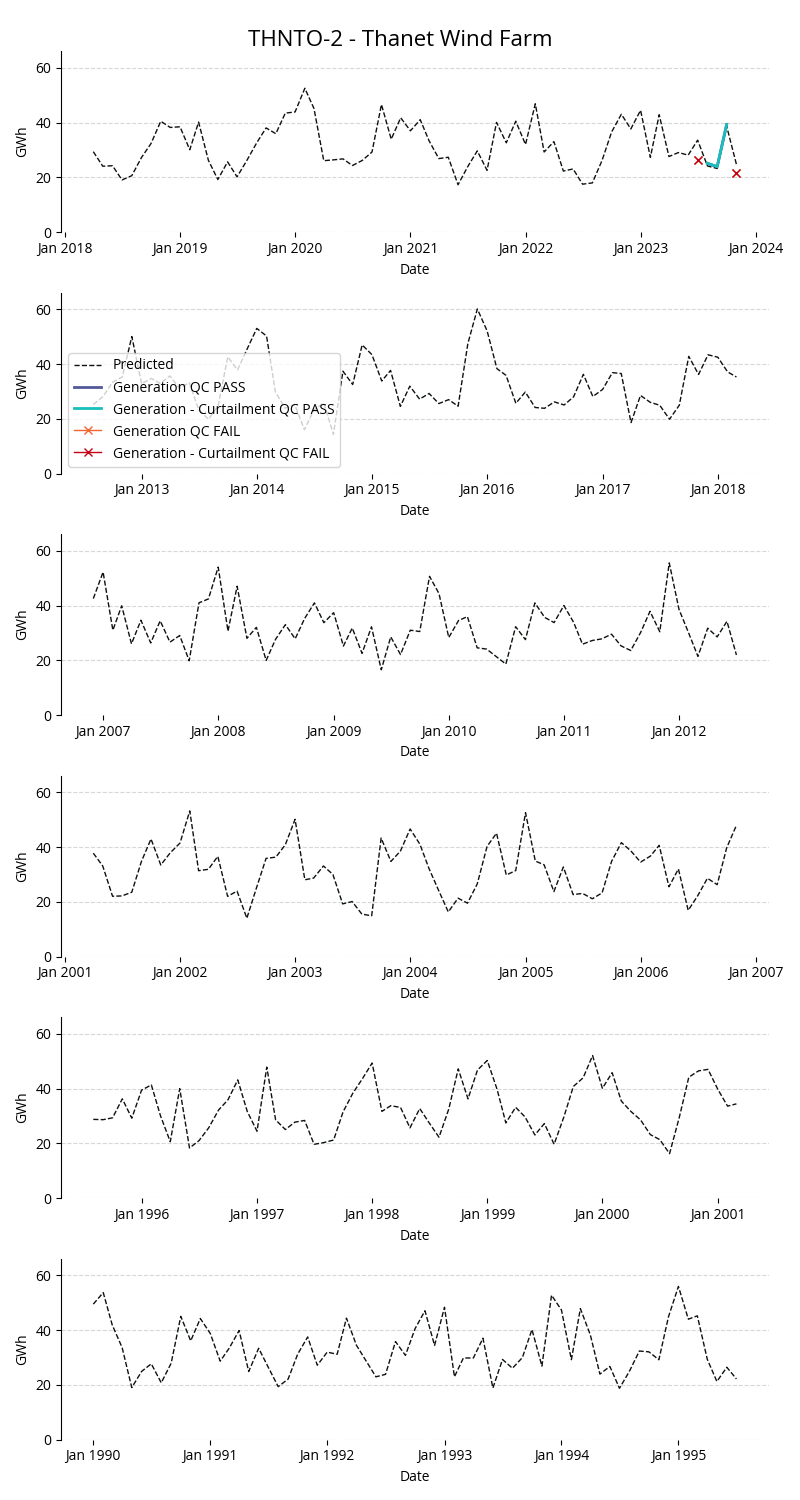 THNTO-2 - Thanet Wind Farm
60
40
20
0
GWh
Jan 2018 Jan 2019 Jan 2020 Jan 2021 Jan 2022 Jan 2023 Jan 2024
Date
60
40
20
0
GWh
Predicted
Generation QC PASS
Generation - Curtailment QC PASS
Generation QC FAIL
Generation - Curtailment QC FAIL
Jan 2013 Jan 2014 Jan 2015 Jan 2016 Jan 2017 Jan 2018
Date
60
40
20
0
GWh
Jan 2007 Jan 2008 Jan 2009 Jan 2010 Jan 2011 Jan 2012
Date
60
40
20
0
GWh
Jan 2001 Jan 2002 Jan 2003 Jan 2004 Jan 2005 Jan 2006 Jan 2007
Date
60
40
20
0
GWh
Jan 1996 Jan 1997 Jan 1998 Jan 1999 Jan 2000 Jan 2001
Date
60
40
20
0
GWh
Jan 1990 Jan 1991 Jan 1992 Jan 1993 Jan 1994 Jan 1995
Date